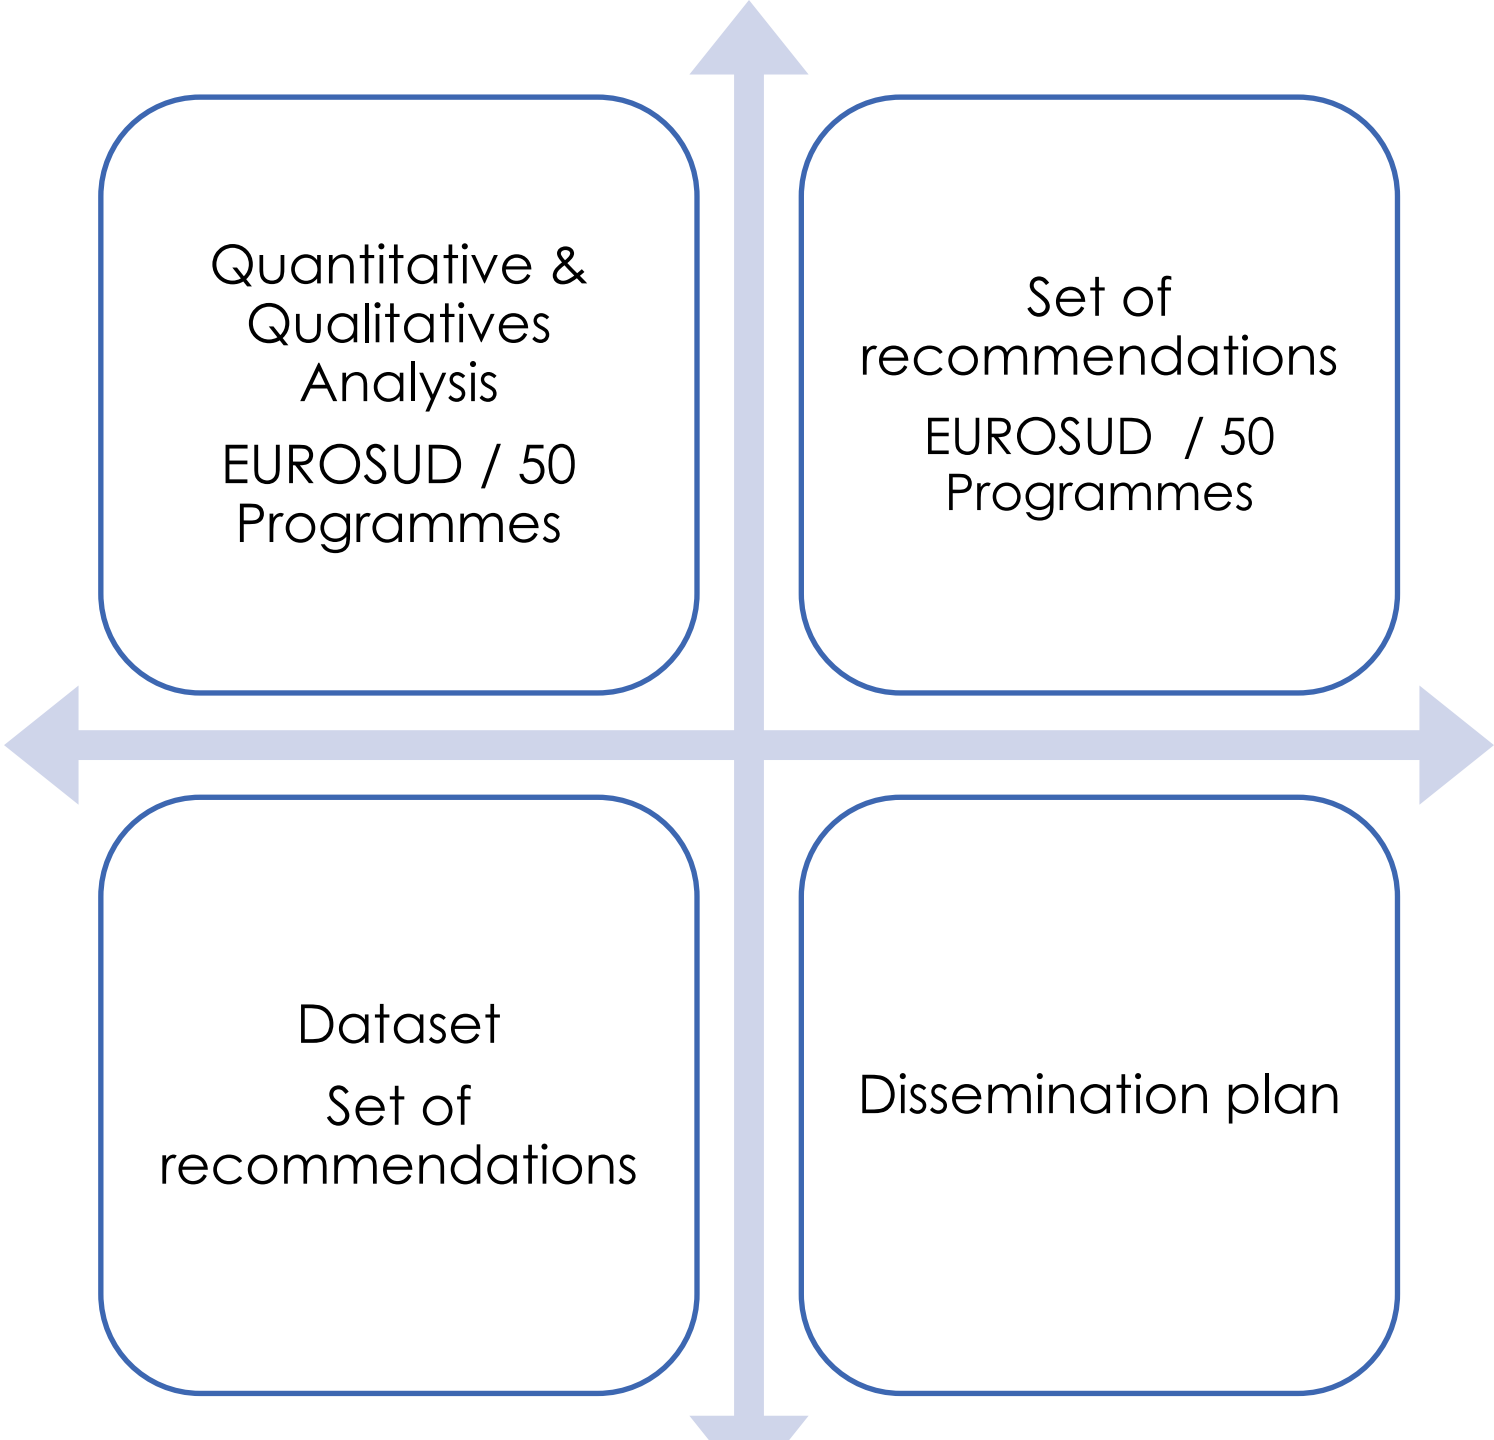 Quantitative &
Qualitatives
Analysis
EUROSUD / 50
Programmes
Set of
recommendations
EUROSUD / 50
Programmes
Dataset
Set of
recommendations
Dissemination plan